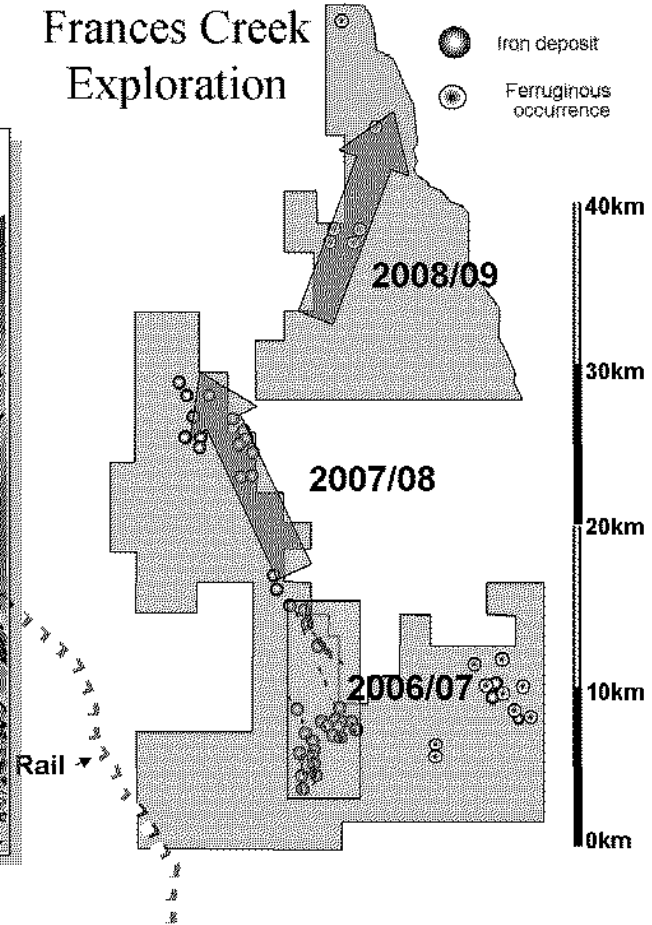 Frances Creek
Exploration
Iron deposit
Ferruginous
occurrence
40km
2008/09
30km
2007/08
20km
2006/07
10km
Rail
0km